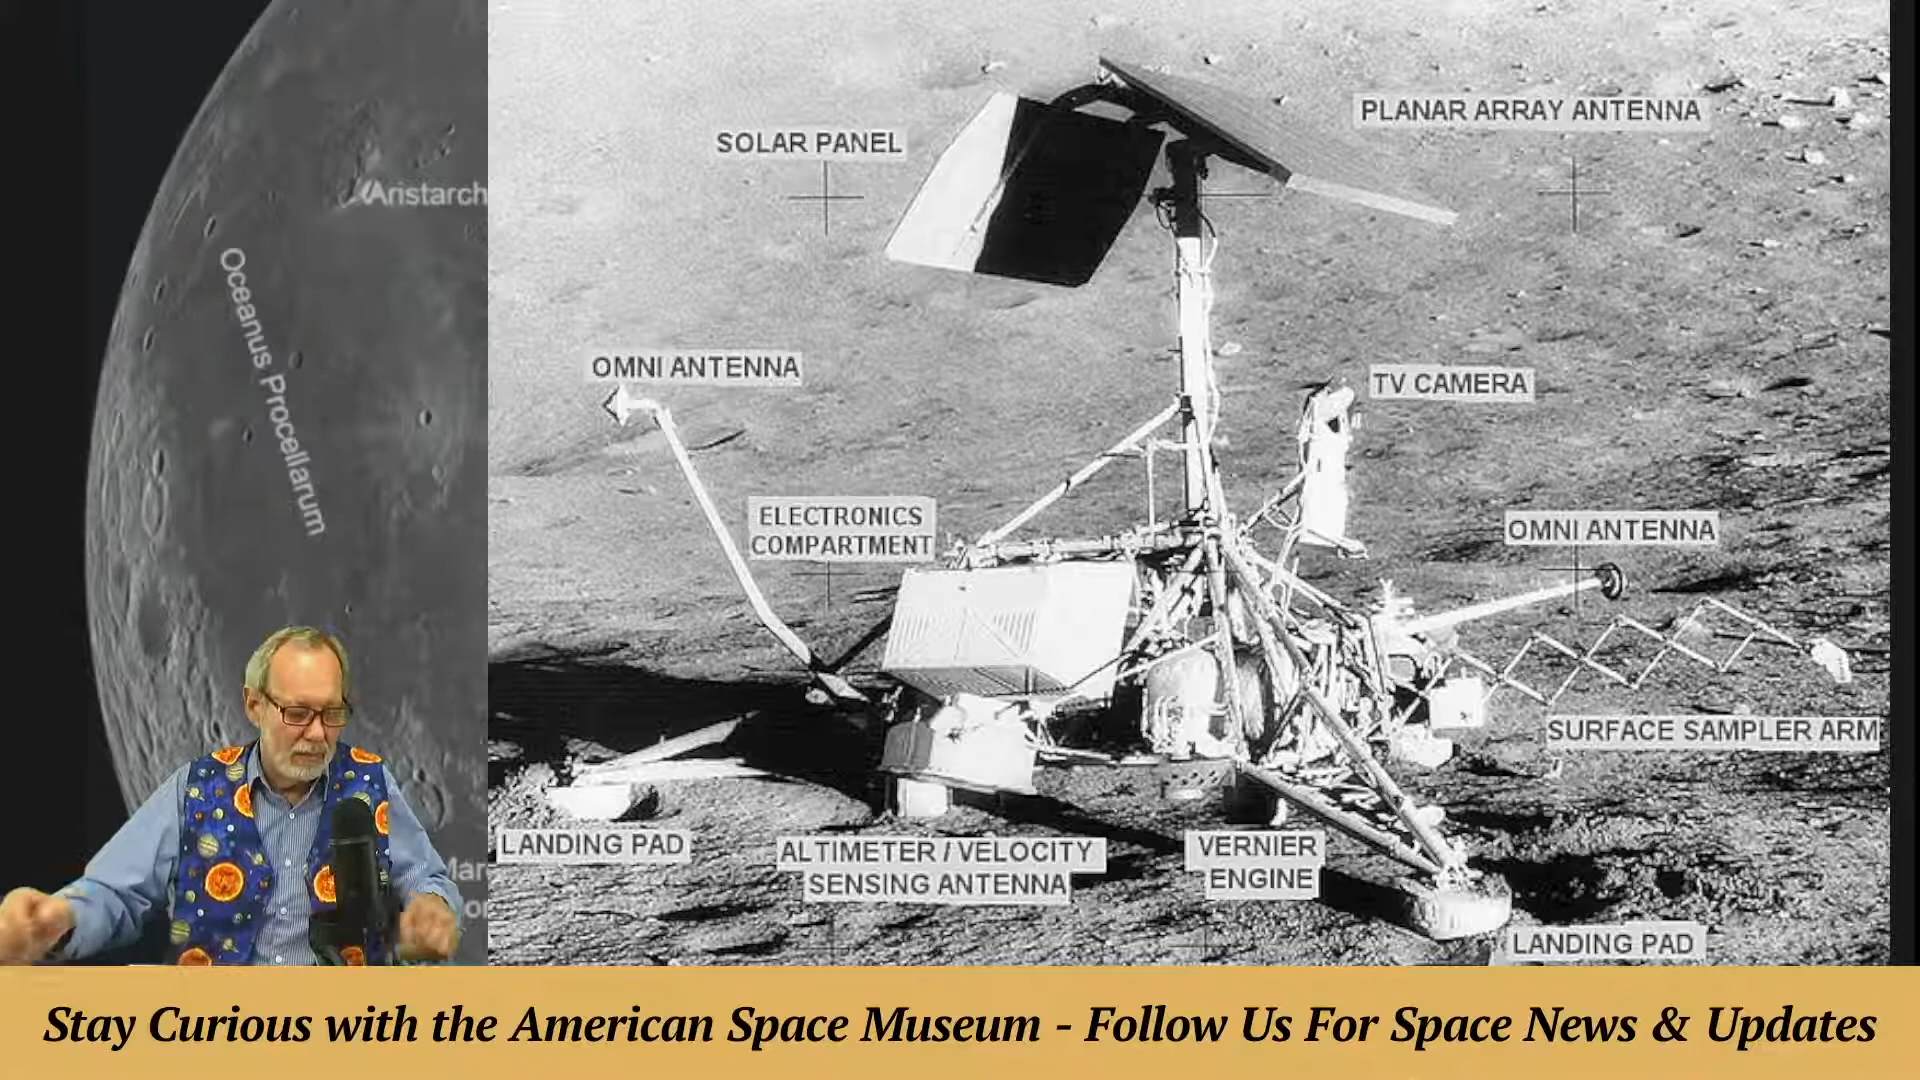 Aristarch
Oceanus Procellarum
SOLAR PANEL
PLANAR ARRAY ANTENNA
OMNI ANTENNA
TV CAMERA
ELECTRONICS
COMPARTMENT
OMNI ANTENNA
SURFACE SAMPLER ARM
LANDING PAD
ALTIMETER / VELOCITY
SENSING ANTENNA
VERNIER
ENGINE
LANDING PAD
Mar
Stay Curious with the American Space Museum - Follow Us For Space News & Updates